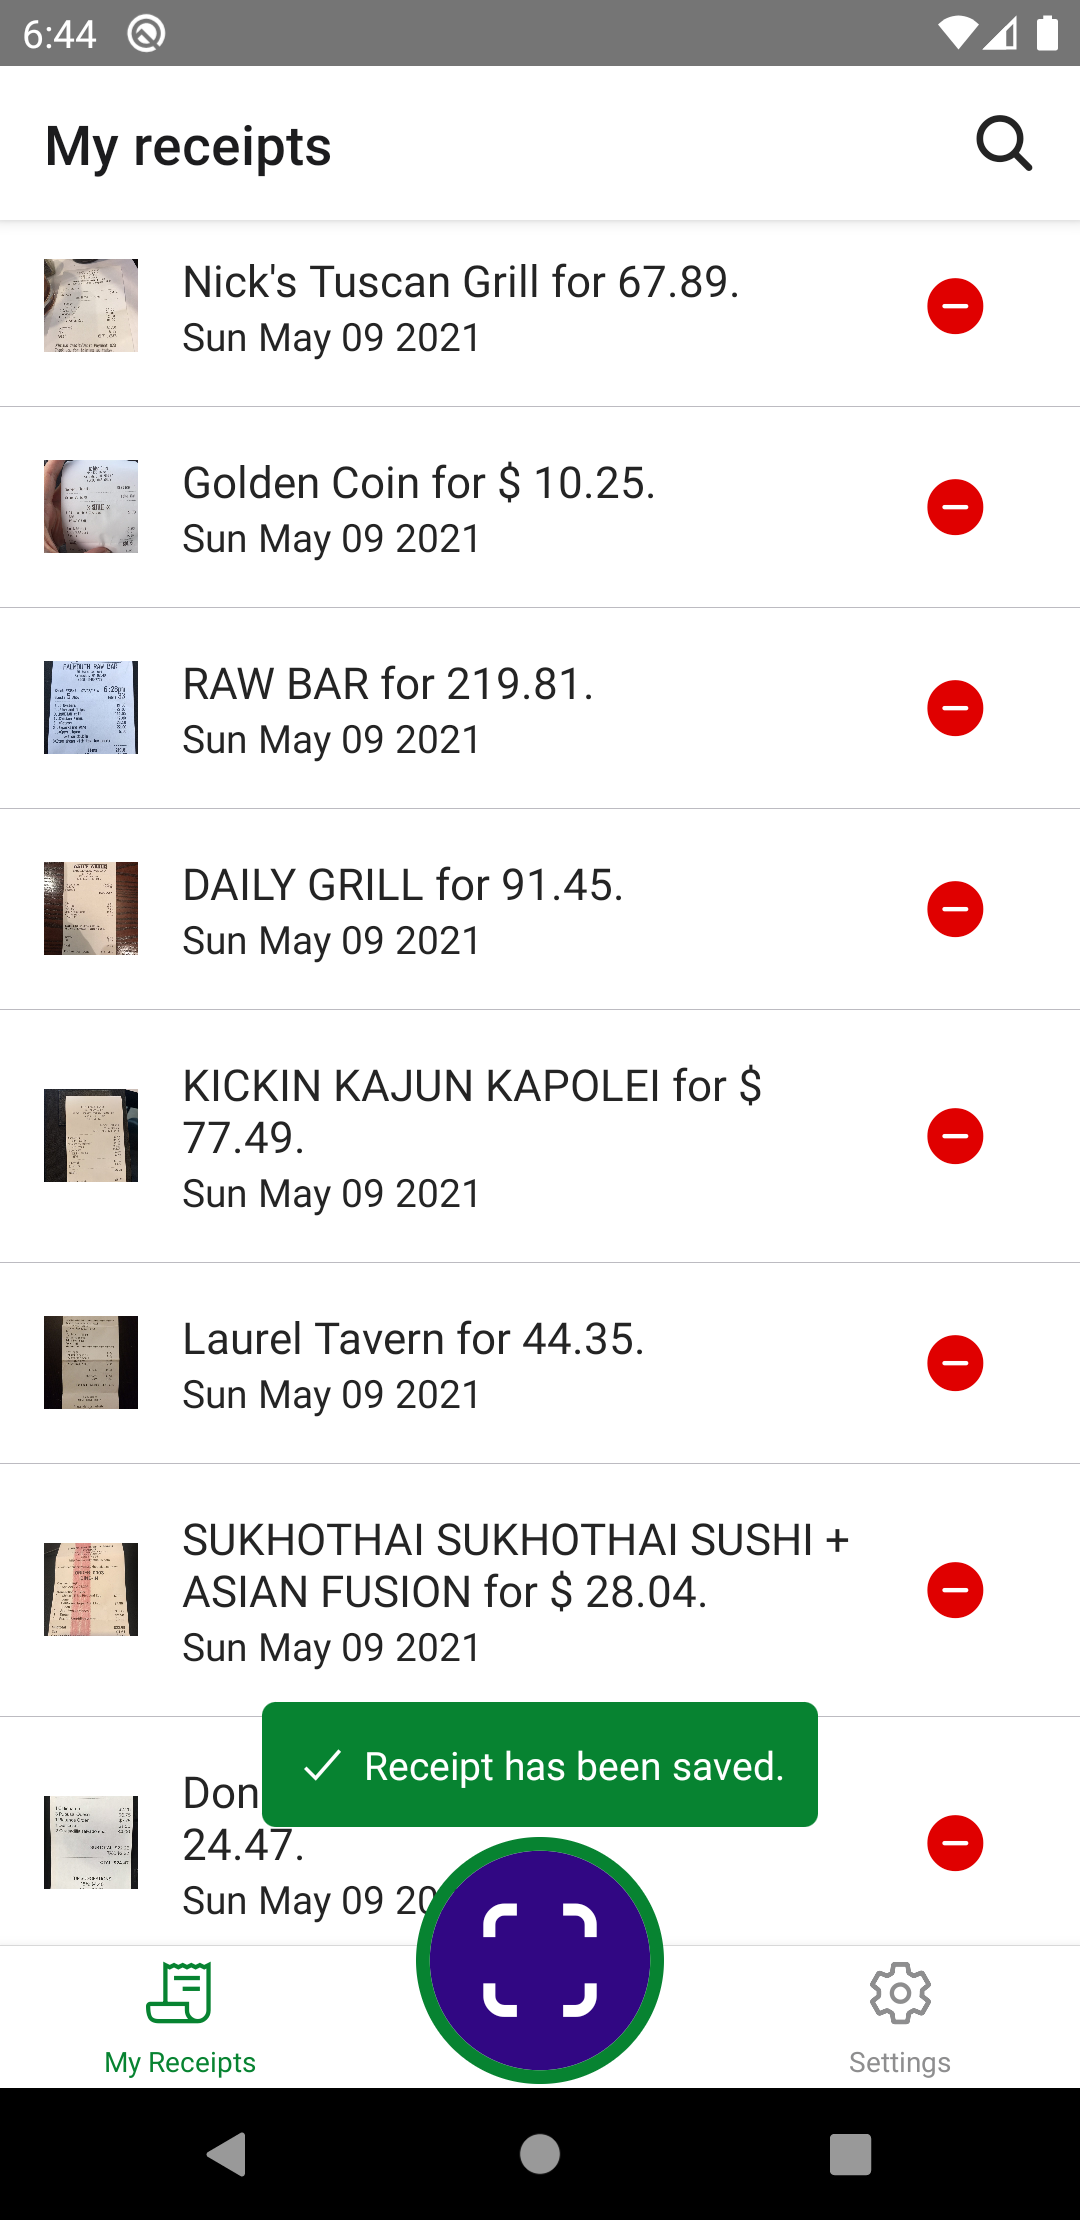 6:44
My receipts
Nick's Tuscan Grill for 67.89.
Sun May 09 2021
Golden Coin for $ 10.25.
Sun May 09 2021
RAW BAR for 219.81.
Sun May 09 2021
DAILY GRILL for 91.45.
Sun May 09 2021
KICKIN KAJUN KAPOLEI for $
77.49.
Sun May 09 2021
Laurel Tavern for 44.35.
Sun May 09 2021
SUKHOTHAI SUKHOTHAI SUSHI +
ASIAN FUSION for $ 28.04.
Sun May 09 2021
Receipt has been saved.
Don
24.47.
Sun May 09 20
My Receipts
Settings